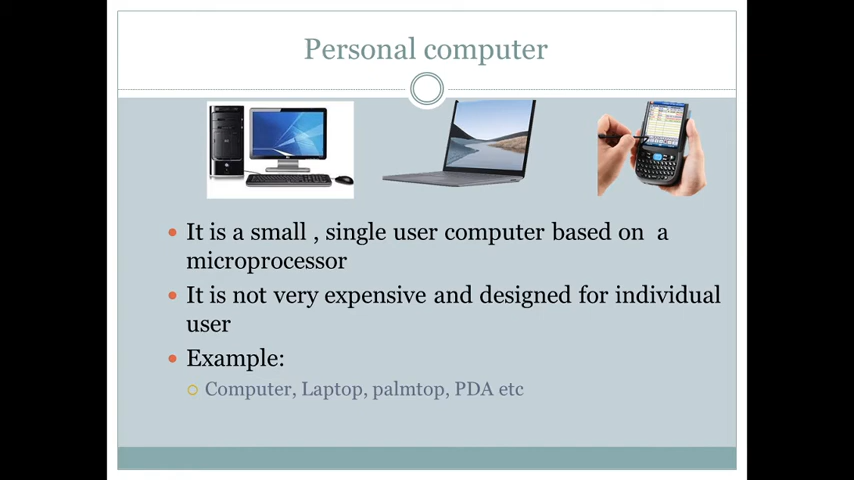 Personal computer
It is a small , single user computer based on a
microprocessor
It is not very expensive and designed for individual
user
Example:
Computer, Laptop, palmtop, PDA etc